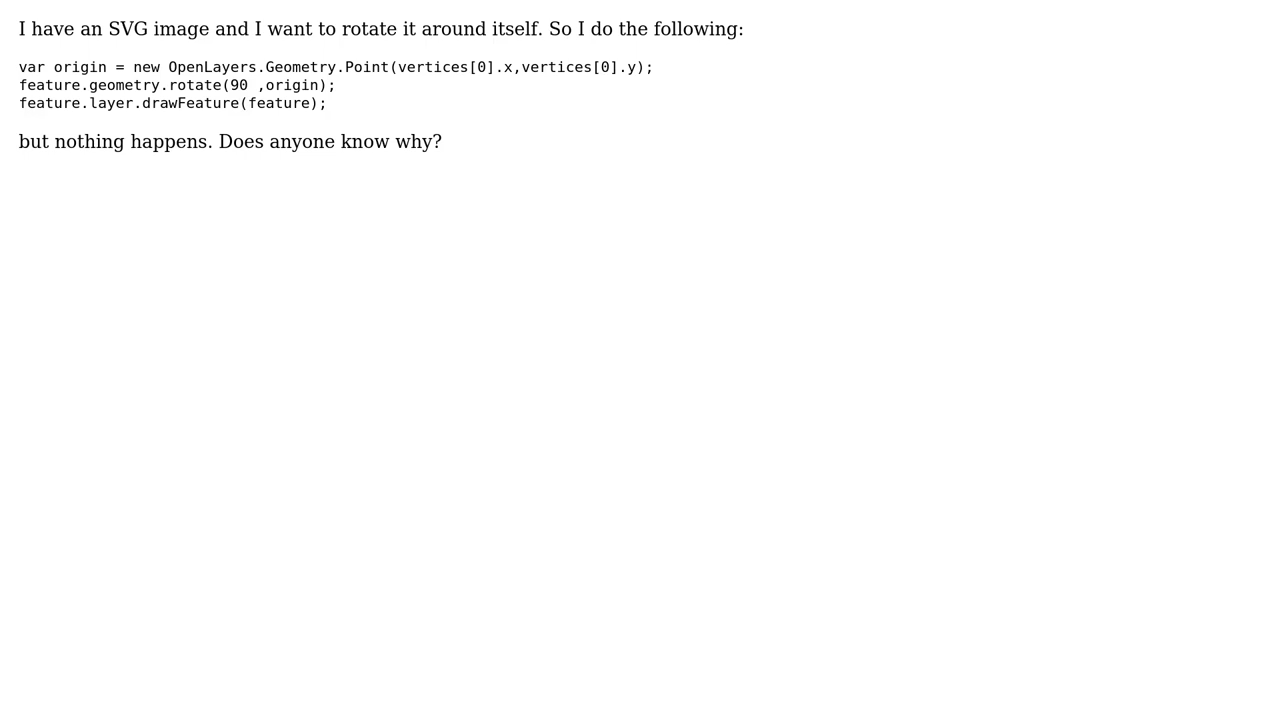 I have an SVG image and I want to rotate it around itself. So I do the following:
var origin = new OpenLayers.Geometry.Point(vertices[0].x,vertices[0].y);
feature.geometry.rotate(90 ,origin);
feature.layer.drawFeature(feature);
but nothing happens. Does anyone know why?